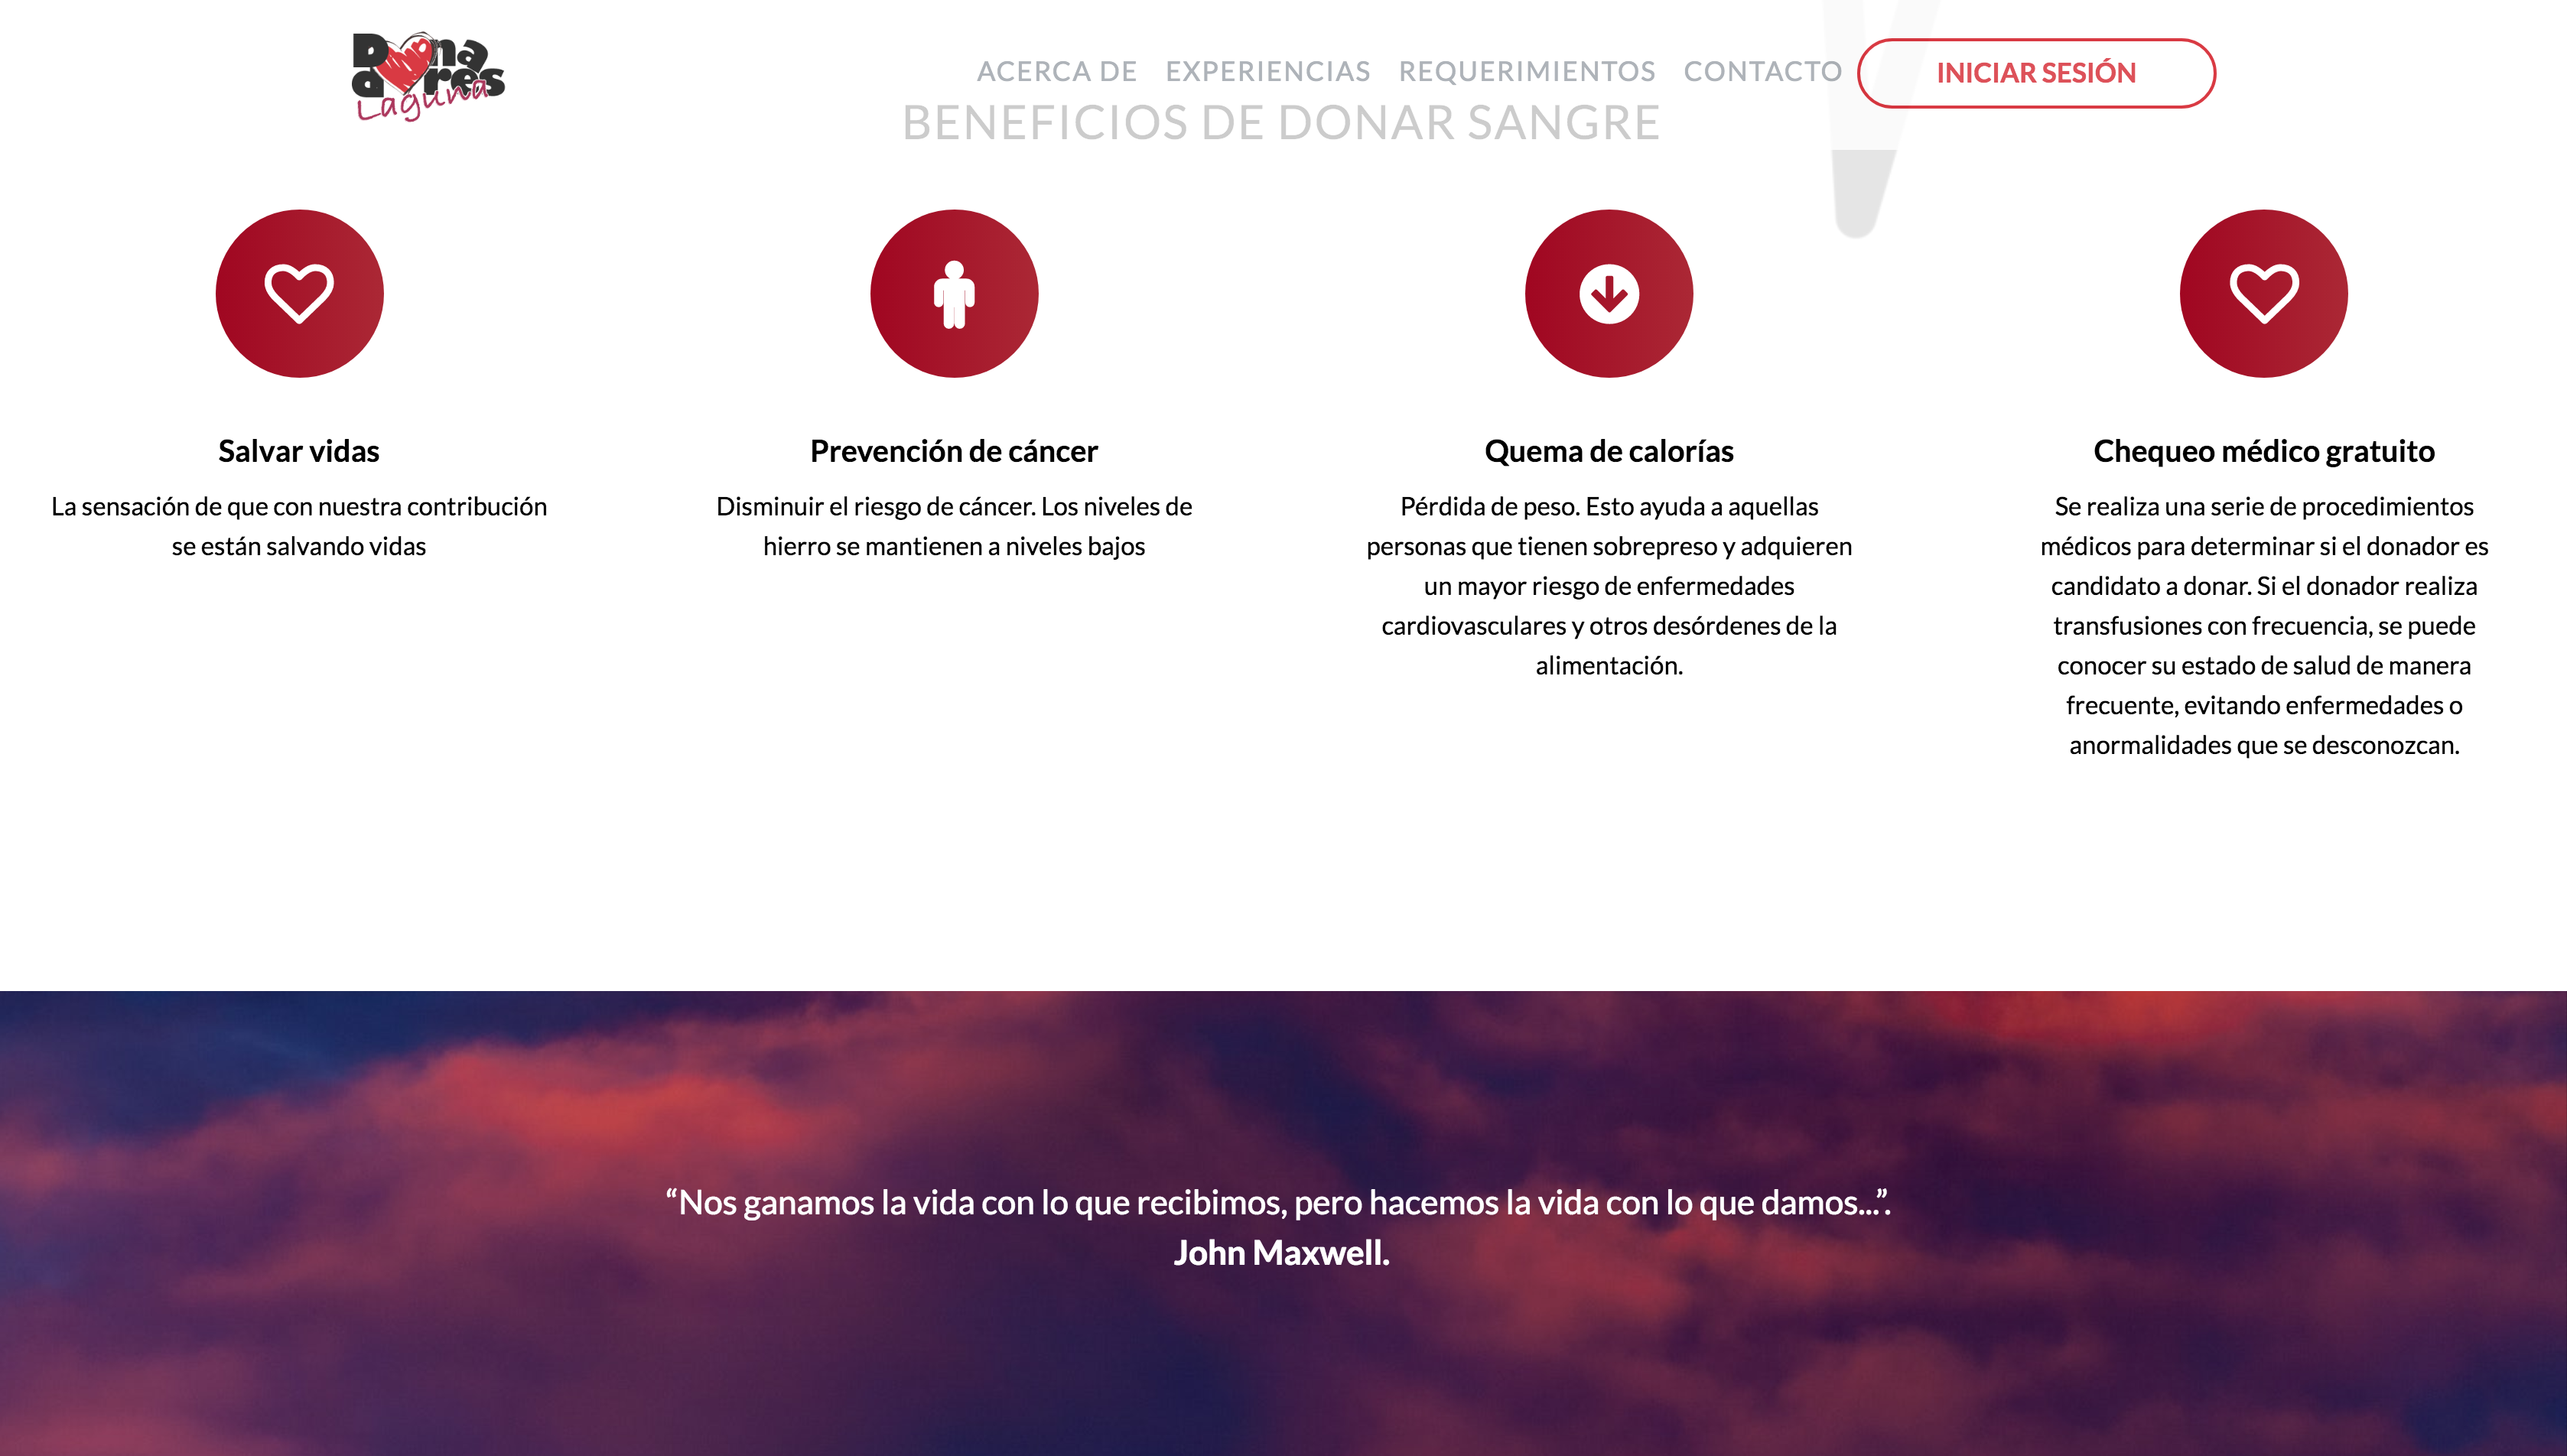 Donadores
Laguna
ACERCA DE EXPERIENCIAS REQUERIMIENTOS CONTACTO INICIAR SESIÓN
BENEFICIOS DE DONAR SANGRE
Salvar vidas
La sensación de que con nuestra contribución
se están salvando vidas
Prevención de cáncer
Disminuir el riesgo de cáncer. Los niveles de
hierro se mantienen a niveles bajos
Quema de calorías
Pérdida de peso. Esto ayuda a aquellas
personas que tienen sobrepreso y adquieren
un mayor riesgo de enfermedades
cardiovasculares y otros desórdenes de la
alimentación.
Chequeo médico gratuito
Se realiza una serie de procedimientos
médicos para determinar si el donador es
candidato a donar. Si el donador realiza
transfusiones con frecuencia, se puede
conocer su estado de salud de manera
frecuente, evitando enfermedades o
anormalidades que se desconozcan.
“Nos ganamos la vida con lo que recibimos, pero hacemos la vida con lo que damos...”.
John Maxwell.